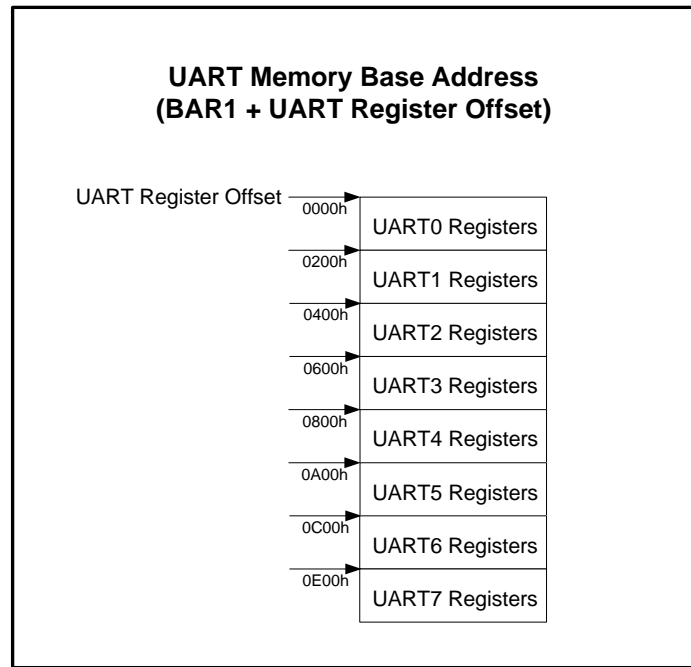 UART Memory Base Address
(BAR1 + UART Register Offset)
UART Register Offset
0000h
UART0 Registers
0200h
UART1 Registers
0400h
UART2 Registers
0600h
UART3 Registers
0800h
UART4 Registers
0A00h
UART5 Registers
0C00h
UART6 Registers
0E00h
UART7 Registers